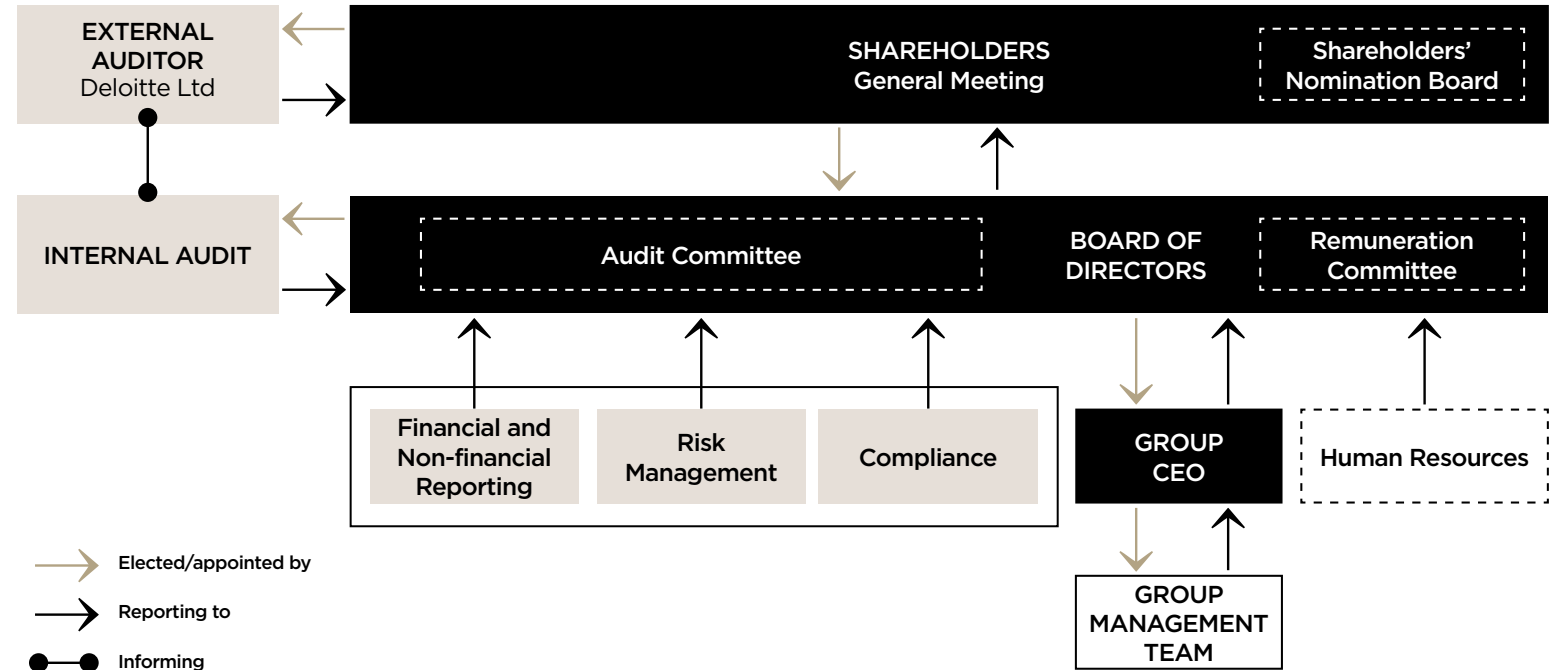 EXTERNAL
AUDITOR
Deloitte Ltd
SHAREHOLDERS
General Meeting
Shareholders’
Nomination Board
INTERNAL AUDIT
Audit Committee
BOARD OF
DIRECTORS
Remuneration
Committee
Financial and
Non-financial
Reporting
Risk
Management
Compliance
GROUP
CEO
Human Resources
GROUP
MANAGEMENT
TEAM
Elected/appointed by
Reporting to
Informing